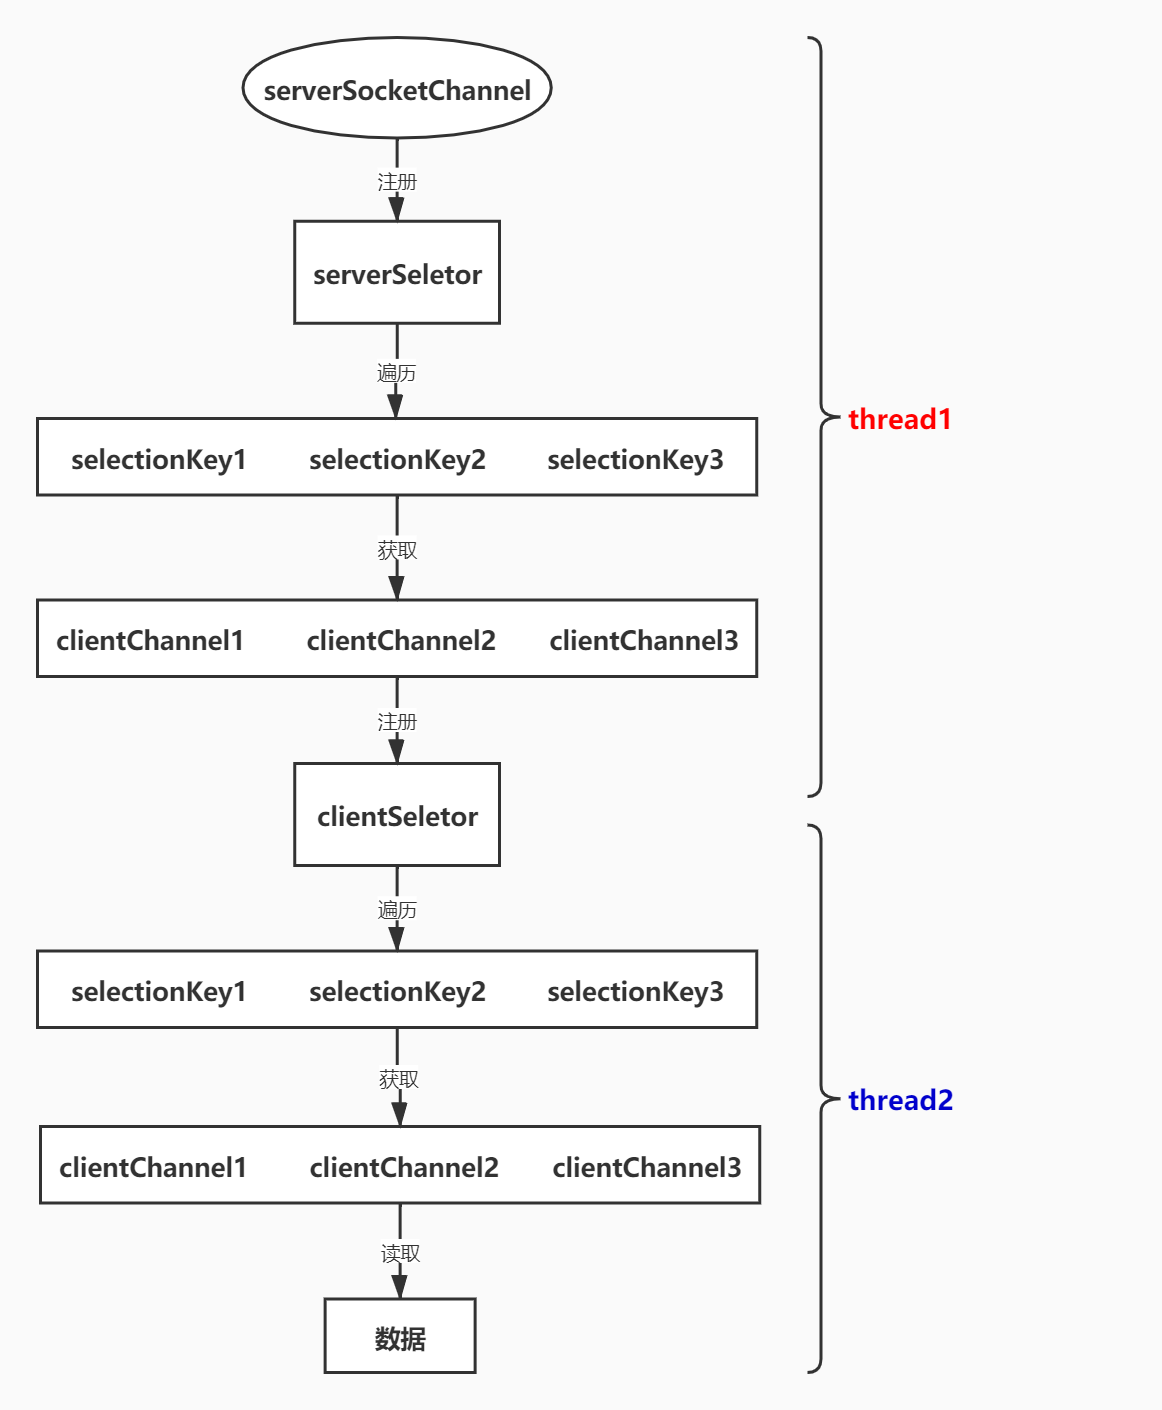 serverSocketChannel
注册
serverSeletor
遍历
selectionKey1 selectionKey2 selectionKey3
thread1
获取
clientChannel1 clientChannel2 clientChannel3
注册
clientSeletor
遍历
selectionKey1 selectionKey2 selectionKey3
获取
thread2
clientChannel1 clientChannel2 clientChannel3
读取
数据